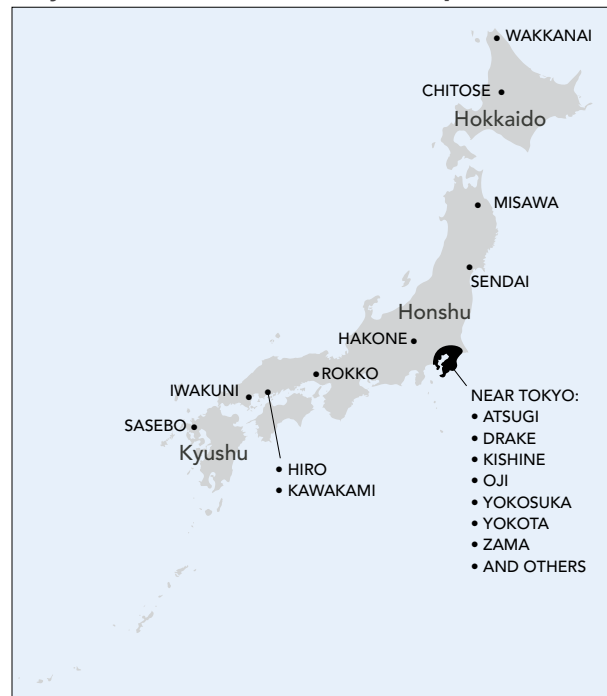 WAKKANAI
CHITOSE
Hokkaido
MISAWA
SENDAI
Honshu
HAKONE
ROKKO
IWAKUNI
SASEBO
Kyushu
• HIRO
• KAWAKAMI
NEAR TOKYO:
• ATSUGI
• DRAKE
• KISHINE
• OJI
• YOKOSUKA
• YOKOTA
• ZAMA
• AND OTHERS